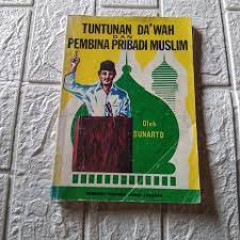 TUNTUNAN DA'WAH
DAN
PEMBINA PRIBADI MUSLIM
Oleh
SUNARTO